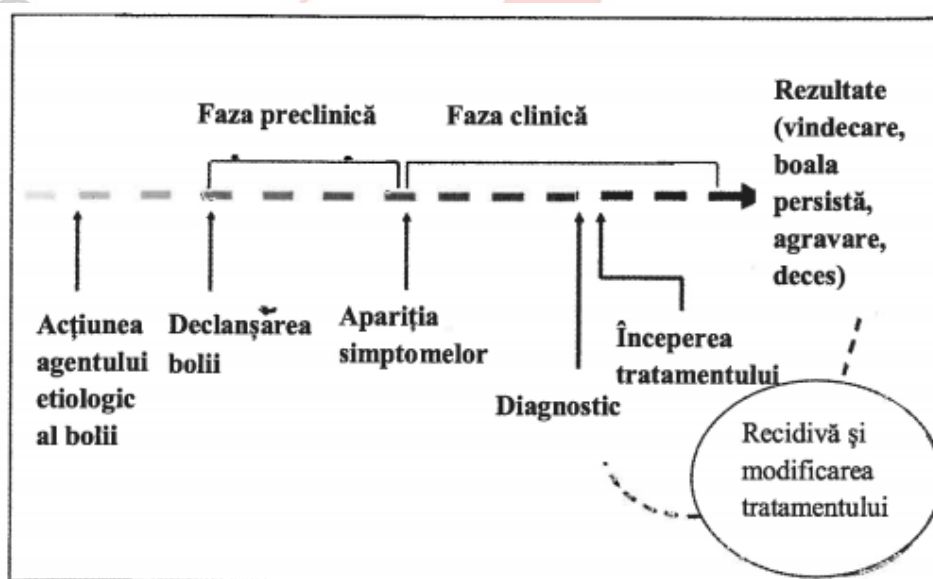 Faza preclinică
Faza clinică
Rezultate
(vindecare,
boala
persistă,
agravare,
deces)
Acțiunea
agentului
etiologic
al bolii
Declanșarea
bolii
Apariția
simptomelor
Diagnostic
Începerea
tratamentului
Recidivă și
modificarea
tratamentului